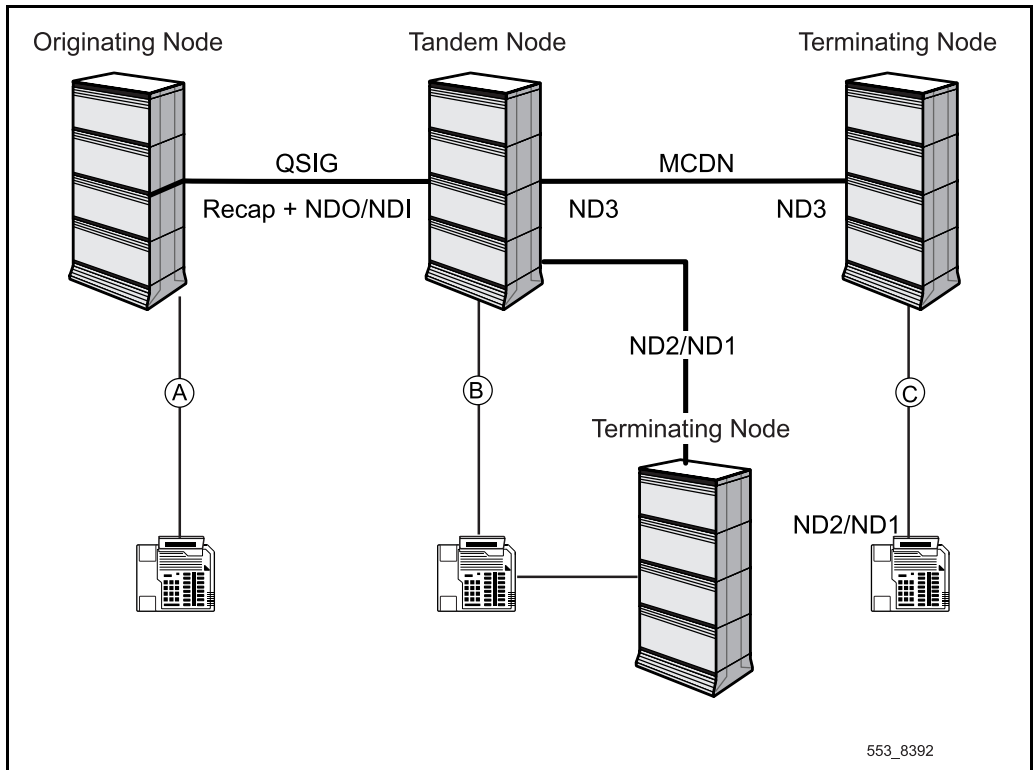 Originating Node
Tandem Node
Terminating Node
QSIG
MCDN
Recap + NDO/NDI
ND3
ND3
ND2/ND1
A
B
C
Terminating Node
ND2/ND1
553_8392